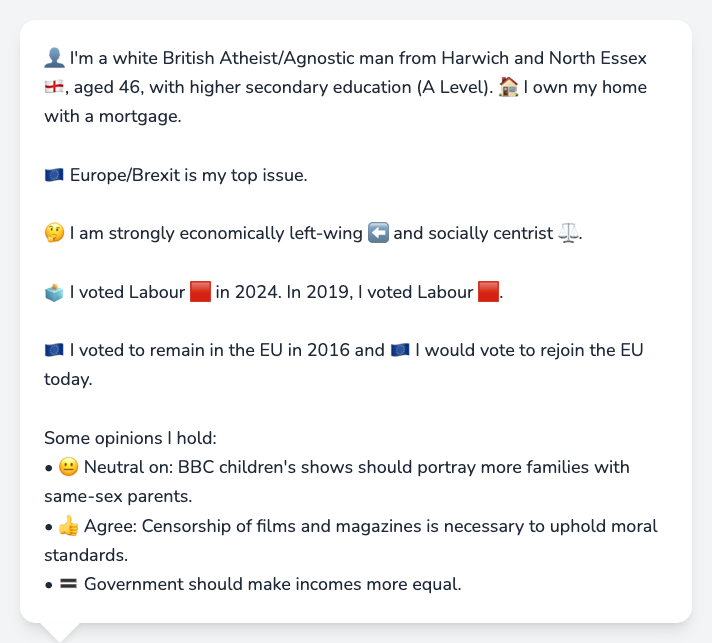 👤 I'm a white British Atheist/Agnostic man from Harwich and North Essex
🏴󠁧󠁢󠁥󠁮󠁧󠁿, aged 46, with higher secondary education (A Level). 🏠 I own my home
with a mortgage.
🇪🇺 Europe/Brexit is my top issue.
🤔 I am strongly economically left-wing ⬅️ and socially centrist ⚖️.
🗳️ I voted Labour 🟥 in 2024. In 2019, I voted Labour 🟥.
🇪🇺 I voted to remain in the EU in 2016 and 🇪🇺 I would vote to rejoin the EU
today.
Some opinions I hold:
• 😐 Neutral on: BBC children's shows should portray more families with
same-sex parents.
• 👍 Agree: Censorship of films and magazines is necessary to uphold moral
standards.
• 🟰 Government should make incomes more equal.